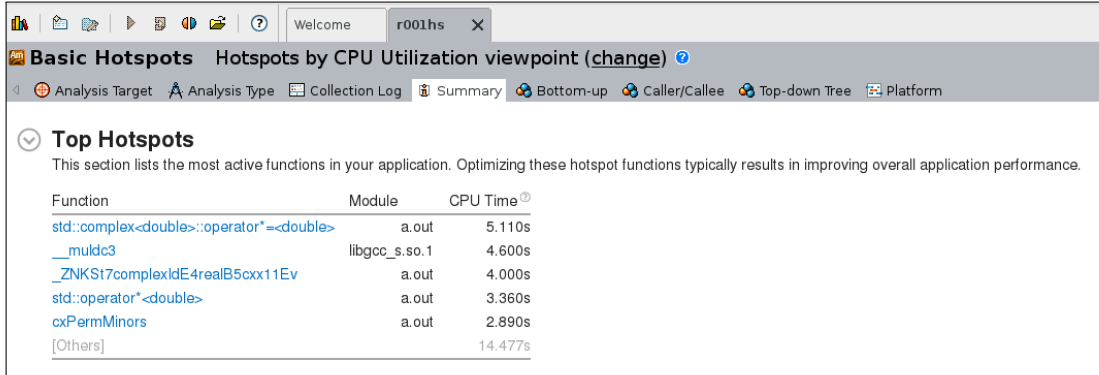 Welcome r001hs
Am Basic Hotspots Hotspots by CPU Utilization viewpoint (change) ?
Analysis Target Analysis Type Collection Log Summary Bottom-up Caller/Callee Top-down Tree Platform
Top Hotspots
This section lists the most active functions in your application. Optimizing these hotspot functions typically results in improving overall application performance.
Function Module CPU Time ?
std::complex<double>::operator*=<double> a.out 5.110s
__muldc3 libgcc_s.so.1 4.600s
_ZNKSt7complexIdE4realB5cxx11Ev a.out 4.000s
std::operator*<double> a.out 3.360s
cxPermMinors a.out 2.890s
[Others] 14.477s